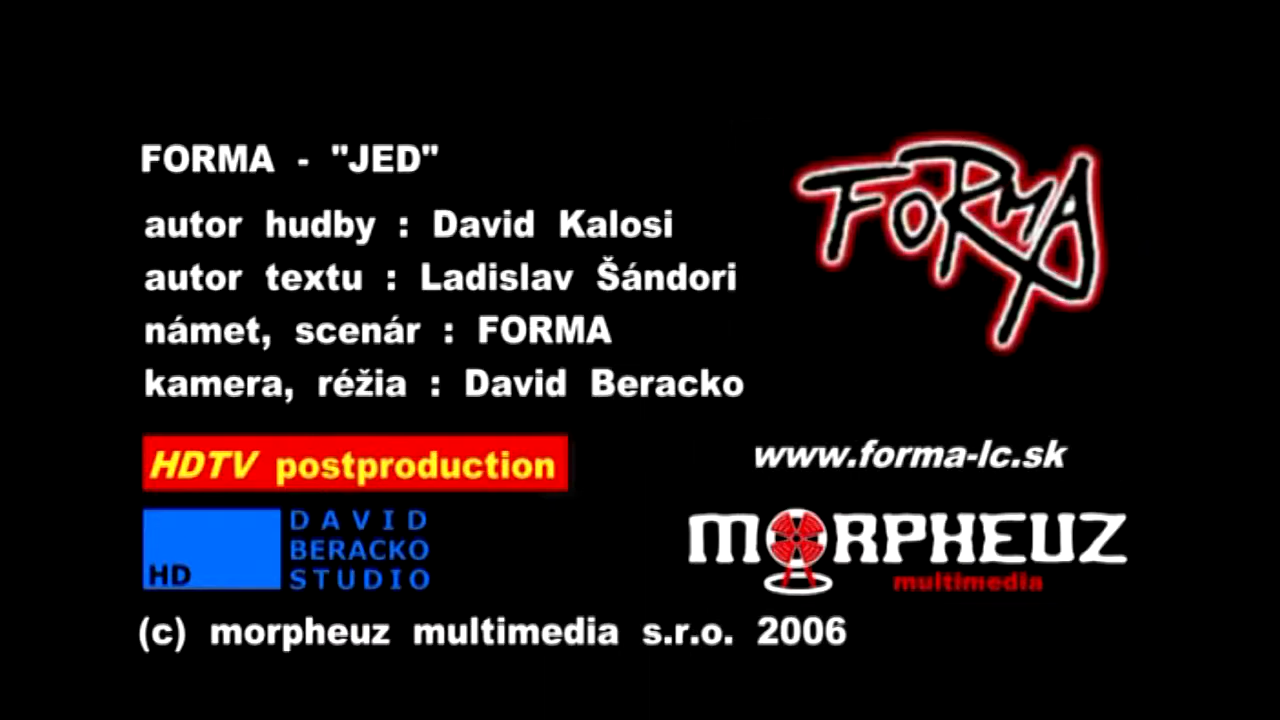 FORMA - "JED"
FORMA
autor hudby : David Kalosi
autor textu : Ladislav Šándori
námet, scenár : FORMA
kamera, réžia : David Beracko
HDTV postproduction
www.forma-lc.sk
HD
DAVID
BERACKO
STUDIO
MORPHEUZ
multimedia
(c) morpheuz multimedia s.r.o. 2006